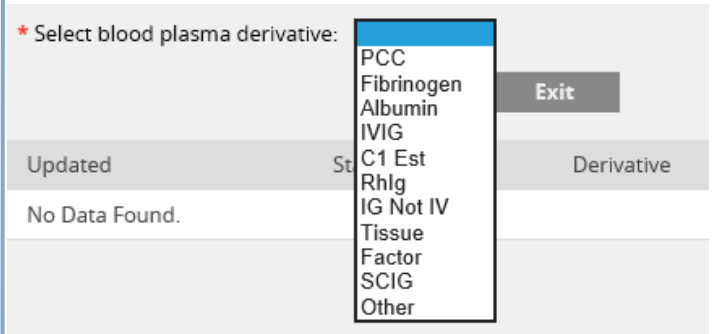 * Select blood plasma derivative:
PCC
Fibrinogen
Albumin
IVIG
C1 Est
RhIg
IG Not IV
Tissue
Factor
SCIG
Other
Exit
Updated
Derivative
No Data Found.